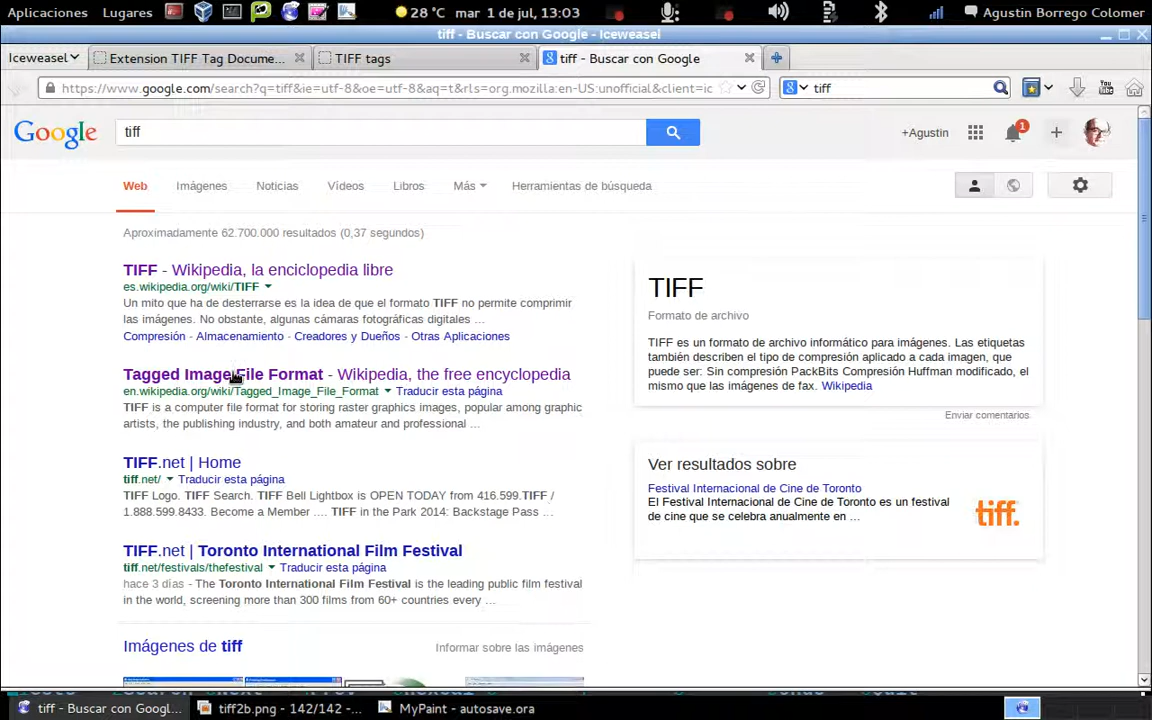 Aplicaciones Lugares 28 °C mar 1 de jul, 13:03 Agustin Borrego Colomer
tiff - Buscar con Google - Iceweasel
Iceweasel Extension TIFF Tag Docume... TIFF tags tiff - Buscar con Google
https://www.google.com/search?q=tiff&ie=utf-8&oe=utf-8&aq=t&rls=org.mozilla:en-US:unofficial&client=ic tiff
Google tiff +Agustin 1
Web Imágenes Noticias Vídeos Libros Más Herramientas de búsqueda
Aproximadamente 62.700.000 resultados (0,37 segundos)
TIFF - Wikipedia, la enciclopedia libre
es.wikipedia.org/wiki/TIFF
Un mito que ha de desterrarse es la idea de que el formato TIFF no permite comprimir
las imágenes. No obstante, algunas cámaras fotográficas digitales ...
Compresión - Almacenamiento - Creadores y Dueños - Otras Aplicaciones
Tagged Image File Format - Wikipedia, the free encyclopedia
en.wikipedia.org/wiki/Tagged_Image_File_Format Traducir esta página
TIFF is a computer file format for storing raster graphics images, popular among graphic
artists, the publishing industry, and both amateur and professional ...
TIFF.net | Home
tiff.net/ Traducir esta página
TIFF Logo. TIFF Search. TIFF Bell Lightbox is OPEN TODAY from 416.599.TIFF /
1.888.599.8433. Become a Member .... TIFF in the Park 2014: Backstage Pass ...
TIFF.net | Toronto International Film Festival
tiff.net/festivals/thefestival Traducir esta página
hace 3 días - The Toronto International Film Festival is the leading public film festival
in the world, screening more than 300 films from 60+ countries every ...
Imágenes de tiff Informar sobre las imágenes
TIFF
Formato de archivo
TIFF es un formato de archivo informático para imágenes. Las etiquetas
también describen el tipo de compresión aplicado a cada imagen, que
puede ser: Sin compresión PackBits Compresión Huffman modificado, el
mismo que las imágenes de fax. Wikipedia
Enviar comentarios
Ver resultados sobre
Festival Internacional de Cine de Toronto
El Festival Internacional de Cine de Toronto es un festival
de cine que se celebra anualmente en ...
tiff.
tiff - Buscar con Googl... tiff2b.png - 142/142 -... MyPaint - autosave.ora